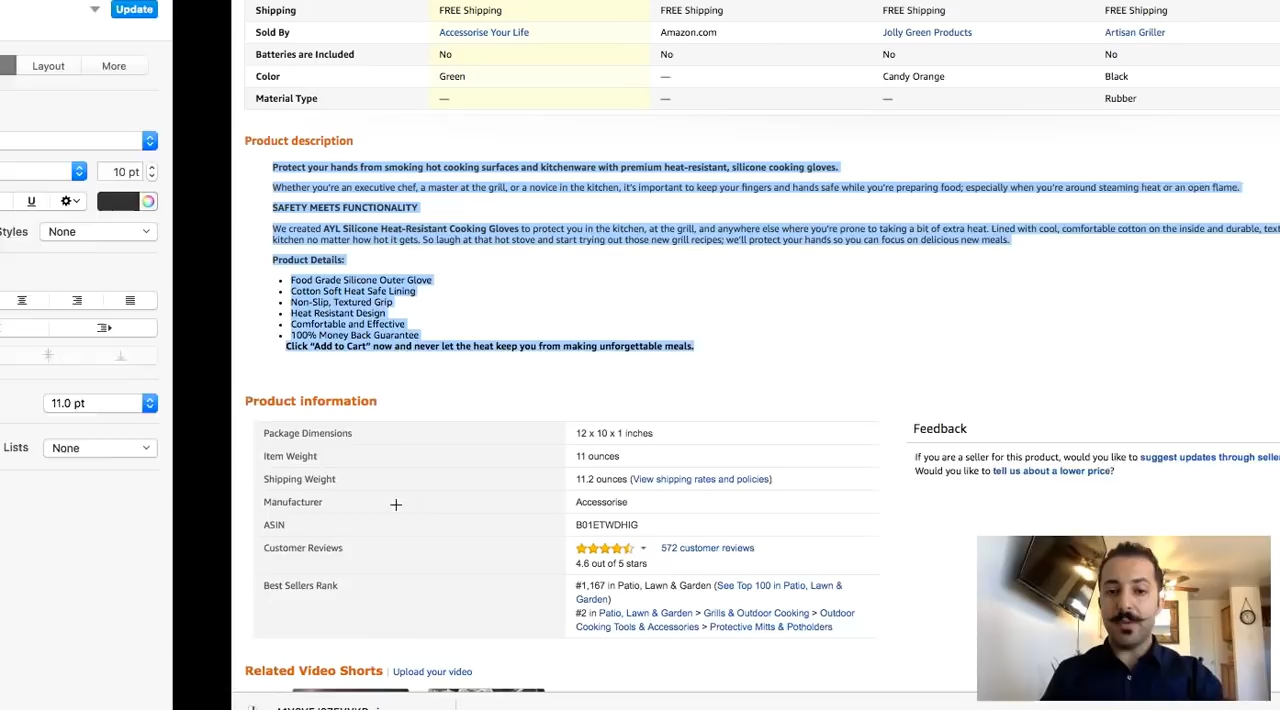 Update
Layout More
10 pt
U
Styles None
11.0 pt
Lists None
Shipping FREE Shipping FREE Shipping FREE Shipping FREE Shipping
Sold By Accessorise Your Life Amazon.com Jolly Green Products Artisan Griller
Batteries are Included No No No No
Color Green — Candy Orange Black
Material Type — — — Rubber
Product description
Protect your hands from smoking hot cooking surfaces and kitchenware with premium heat-resistant, silicone cooking gloves.
Whether you're an executive chef, a master at the grill, or a novice in the kitchen, it's important to keep your fingers and hands safe while you're preparing food; especially when you're around steaming heat or an open flame.
SAFETY MEETS FUNCTIONALITY
We created AYL Silicone Heat-Resistant Cooking Gloves to protect you in the kitchen, at the grill, and anywhere else where you're prone to taking a bit of extra heat. Lined with cool, comfortable cotton on the inside and durable,
kitchen no matter how hot it gets. So laugh at that hot stove and start trying out those new grill recipes; we'll protect your hands so you can focus on delicious new meals.
Product Details:
• Food Grade Silicone Outer Glove
• Cotton Soft Heat Safe Lining
• Non-Slip, Textured Grip
• Heat Resistant Design
• Comfortable and Effective
• 100% Money Back Guarantee
Click “Add to Cart” now and never let the heat keep you from making unforgettable meals.
Product information
Package Dimensions 12 x 10 x 1 inches
Item Weight 11 ounces
Shipping Weight 11.2 ounces (View shipping rates and policies)
Manufacturer Accessorise
ASIN B01ETWDHIG
Customer Reviews 572 customer reviews
4.6 out of 5 stars
Best Sellers Rank #1,167 in Patio, Lawn & Garden (See Top 100 in Patio, Lawn &
Garden)
#2 in Patio, Lawn & Garden > Grills & Outdoor Cooking > Outdoor
Cooking Tools & Accessories > Protective Mitts & Potholders
Feedback
If you are a seller for this product, would you like to suggest updates through
Would you like to tell us about a lower price?
Related Video Shorts | Upload your video